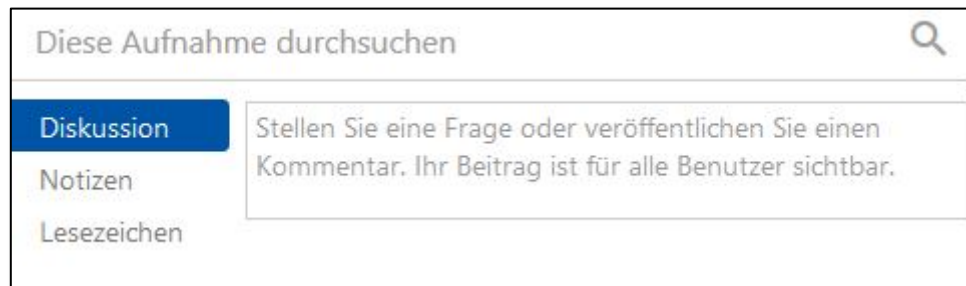 Diese Aufnahme durchsuchen
Diskussion
Notizen
Lesezeichen
Stellen Sie eine Frage oder veröffentlichen Sie einen
Kommentar. Ihr Beitrag ist für alle Benutzer sichtbar.